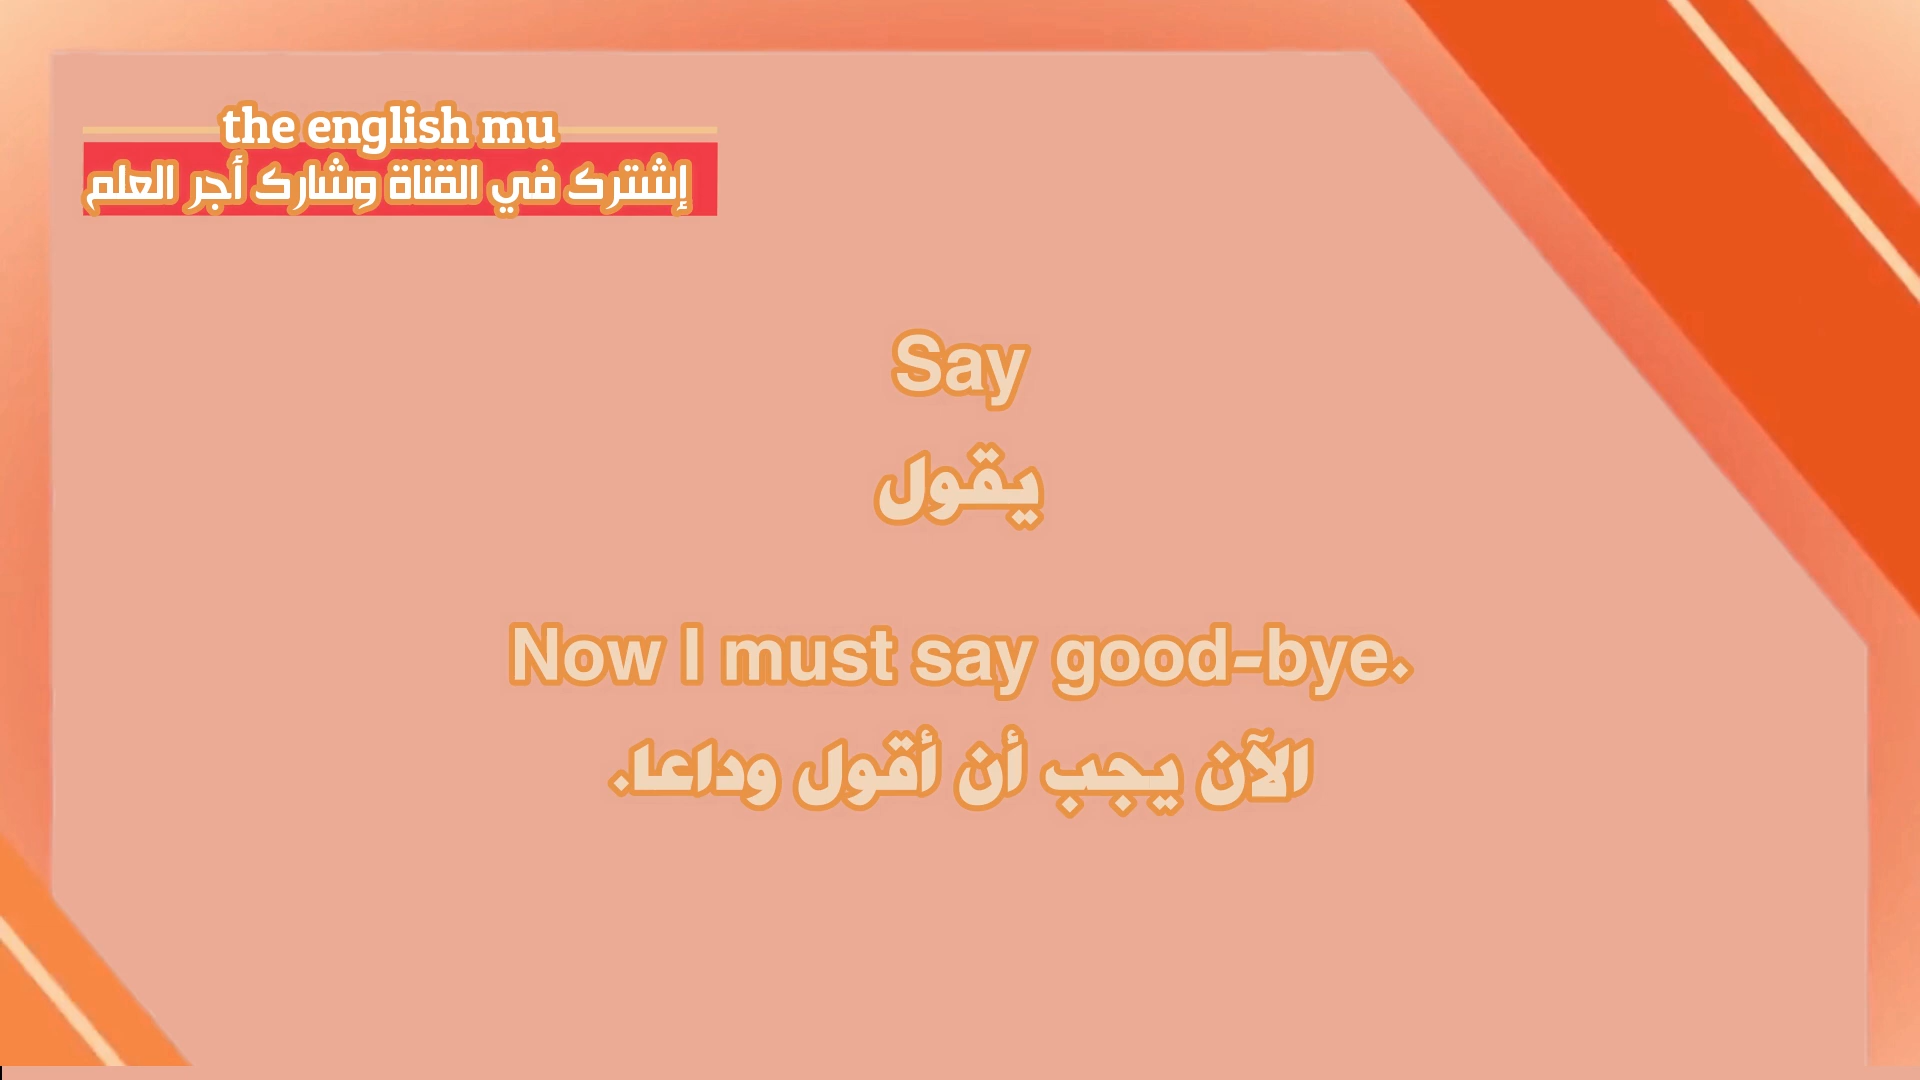 the english mu
إشترك في القناة وشارك أجر العلم
Say
يقول
Now I must say good-bye.
الآن يجب أن أقول وداعا.